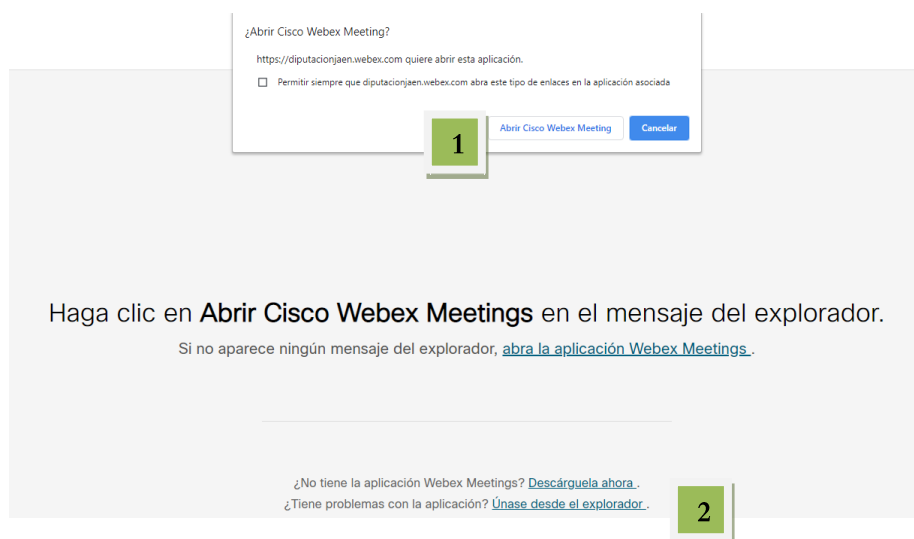 ¿Abrir Cisco Webex Meeting?
https://diputacionjaen.webex.com quiere abrir esta aplicación.
Permitir siempre que diputacionjaen.webex.com abra este tipo de enlaces en la aplicación asociada
1
Abrir Cisco Webex Meeting Cancelar
Haga clic en Abrir Cisco Webex Meetings en el mensaje del explorador.
Si no aparece ningún mensaje del explorador, abra la aplicación Webex Meetings .
¿No tiene la aplicación Webex Meetings? Descárguela ahora .
¿Tiene problemas con la aplicación? Únase desde el explorador .
2